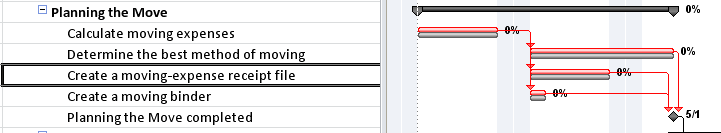 Planning the Move 0%
Calculate moving expenses 0%
Determine the best method of moving 0%
Create a moving-expense receipt file 0%
Create a moving binder 0%
Planning the Move completed 5/1